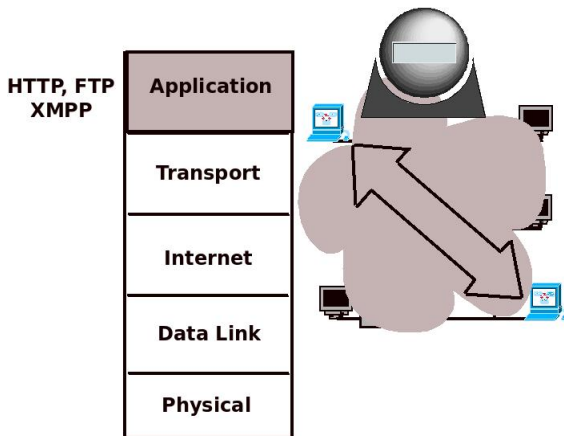 HTTP, FTP
XMPP
Application
Transport
Internet
Data Link
Physical